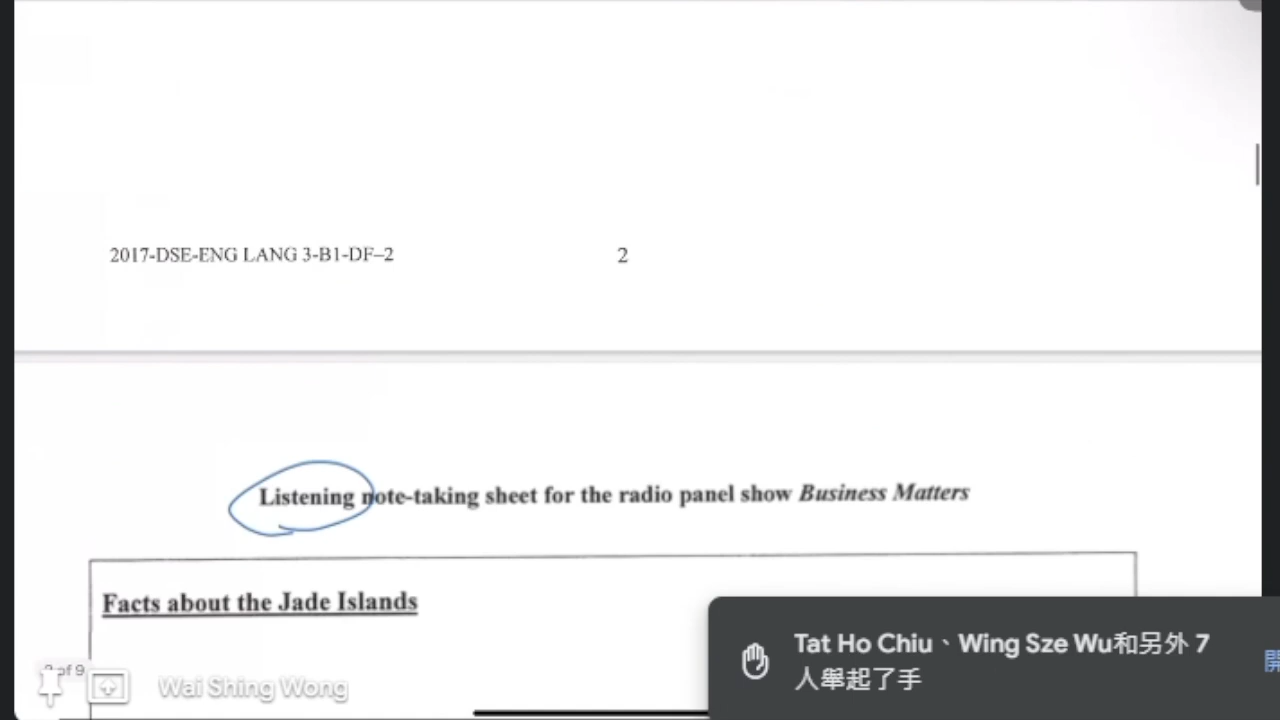 2017-DSE-ENG LANG 3-B1-DF–2
2
Listening note-taking sheet for the radio panel show Business Matters
Facts about the Jade Islands
of 9
Wai Shing Wong
Tat Ho Chiu、Wing Sze Wu和另外 7
人舉起了手